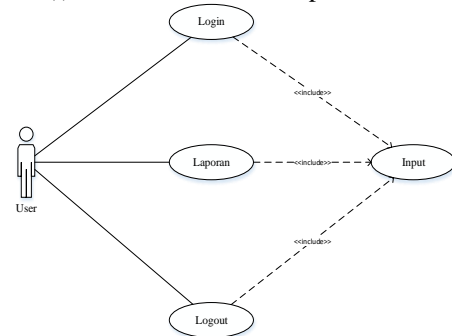 Login
<<include>>
Laporan
<<include>>
Input
User
<<include>>
Logout